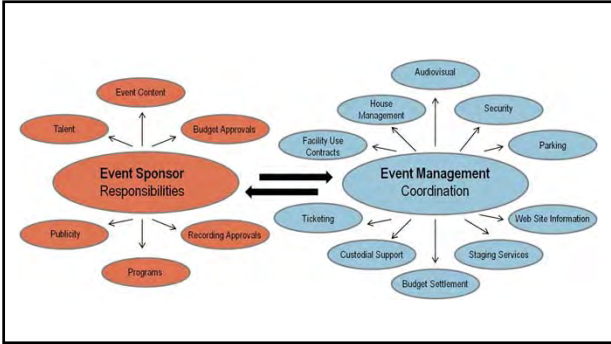 Audiovisual
Event Content
House
Management
Security
Talent
Budget Approvals
Facility Use
Contracts
Parking
Event Sponsor
Responsibilities
Event Management
Coordination
Ticketing
Web Site Information
Publicity
Recording Approvals
Custodial Support
Staging Services
Programs
Budget Settlement